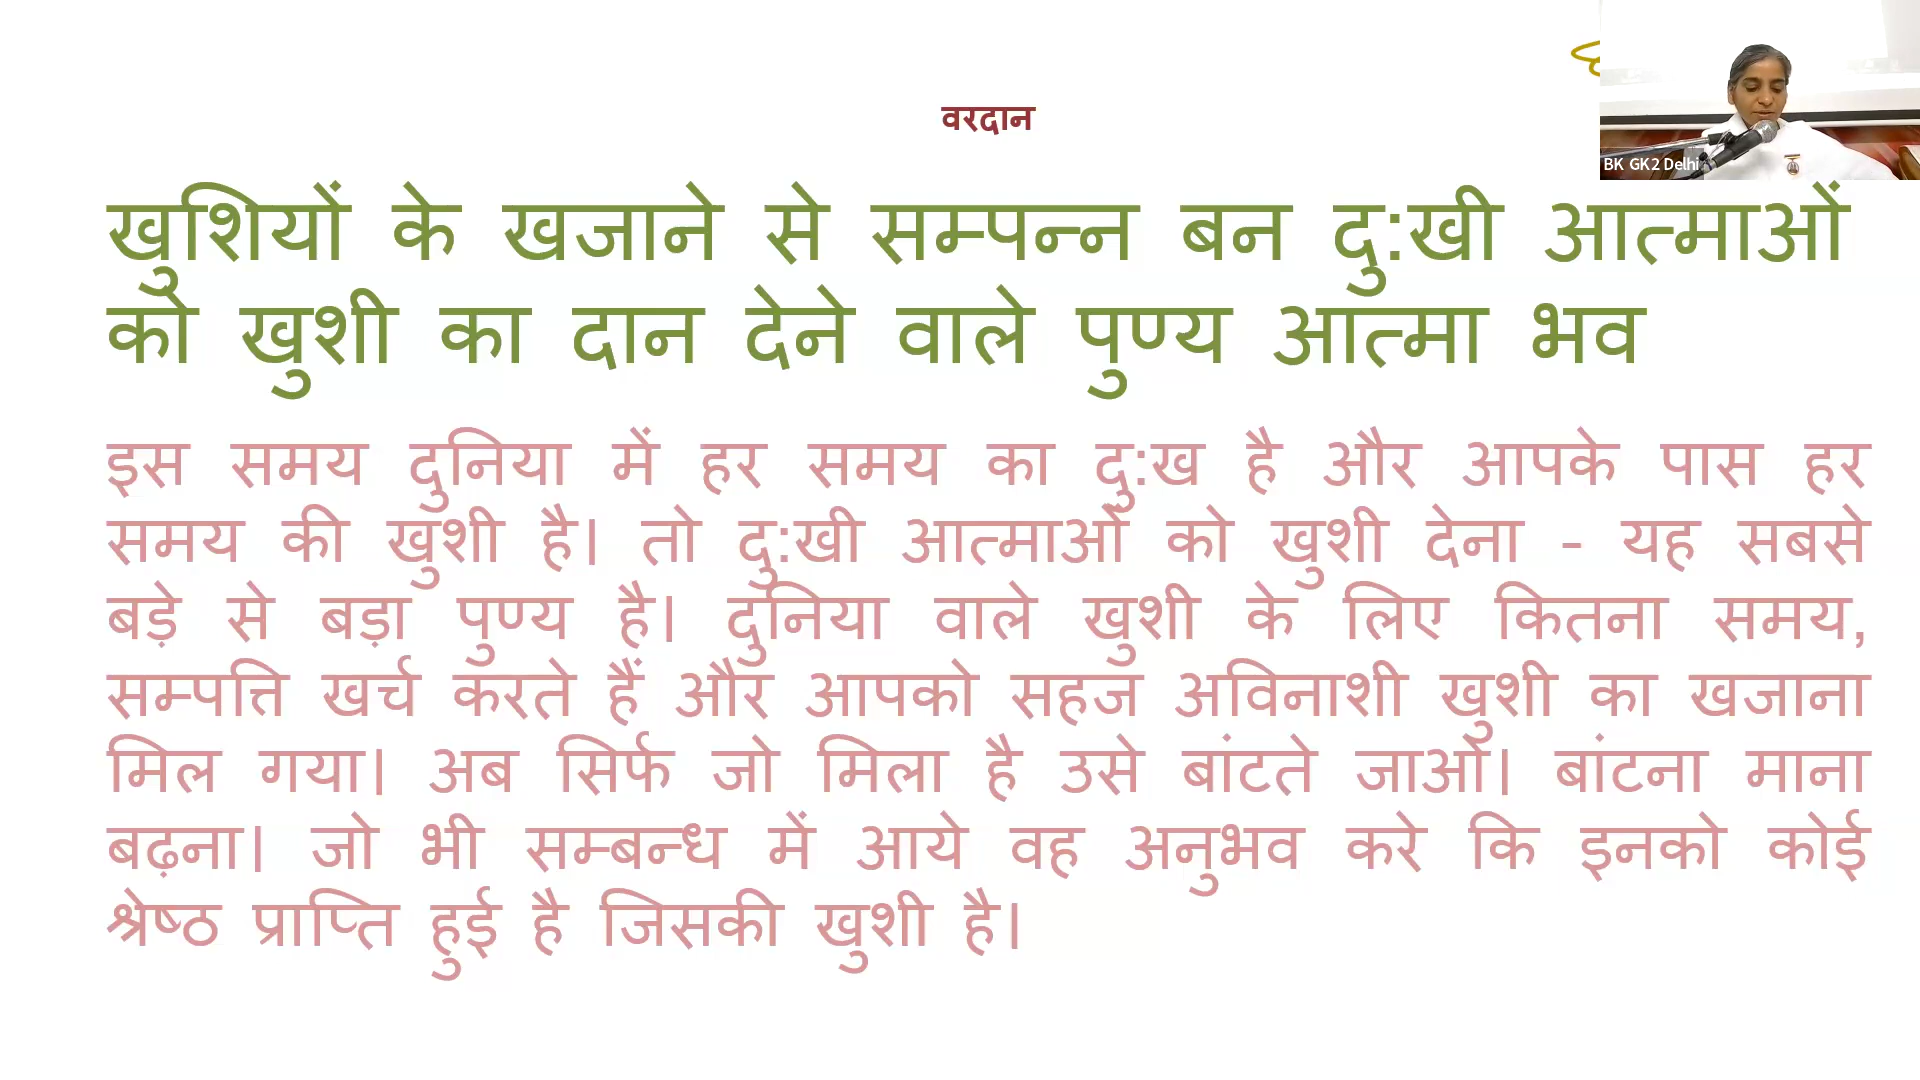 वरदान
BK GK2 Delhi
खुशियों के खजाने से सम्पन्न बन दु:खी आत्माओं
को खुशी का दान देने वाले पुण्य आत्मा भव
इस समय दुनिया में हर समय का दु:ख है और आपके पास हर
समय की खुशी है। तो दु:खी आत्माओं को खुशी देना - यह सबसे
बड़े से बड़ा पुण्य है। दुनिया वाले खुशी के लिए कितना समय,
सम्पत्ति खर्च करते हैं और आपको सहज अविनाशी खुशी का खजाना
मिल गया। अब सिर्फ जो मिला है उसे बांटते जाओ। बांटना माना
बढ़ना। जो भी सम्बन्ध में आये वह अनुभव करे कि इनको कोई
श्रेष्ठ प्राप्ति हुई है जिसकी खुशी है।